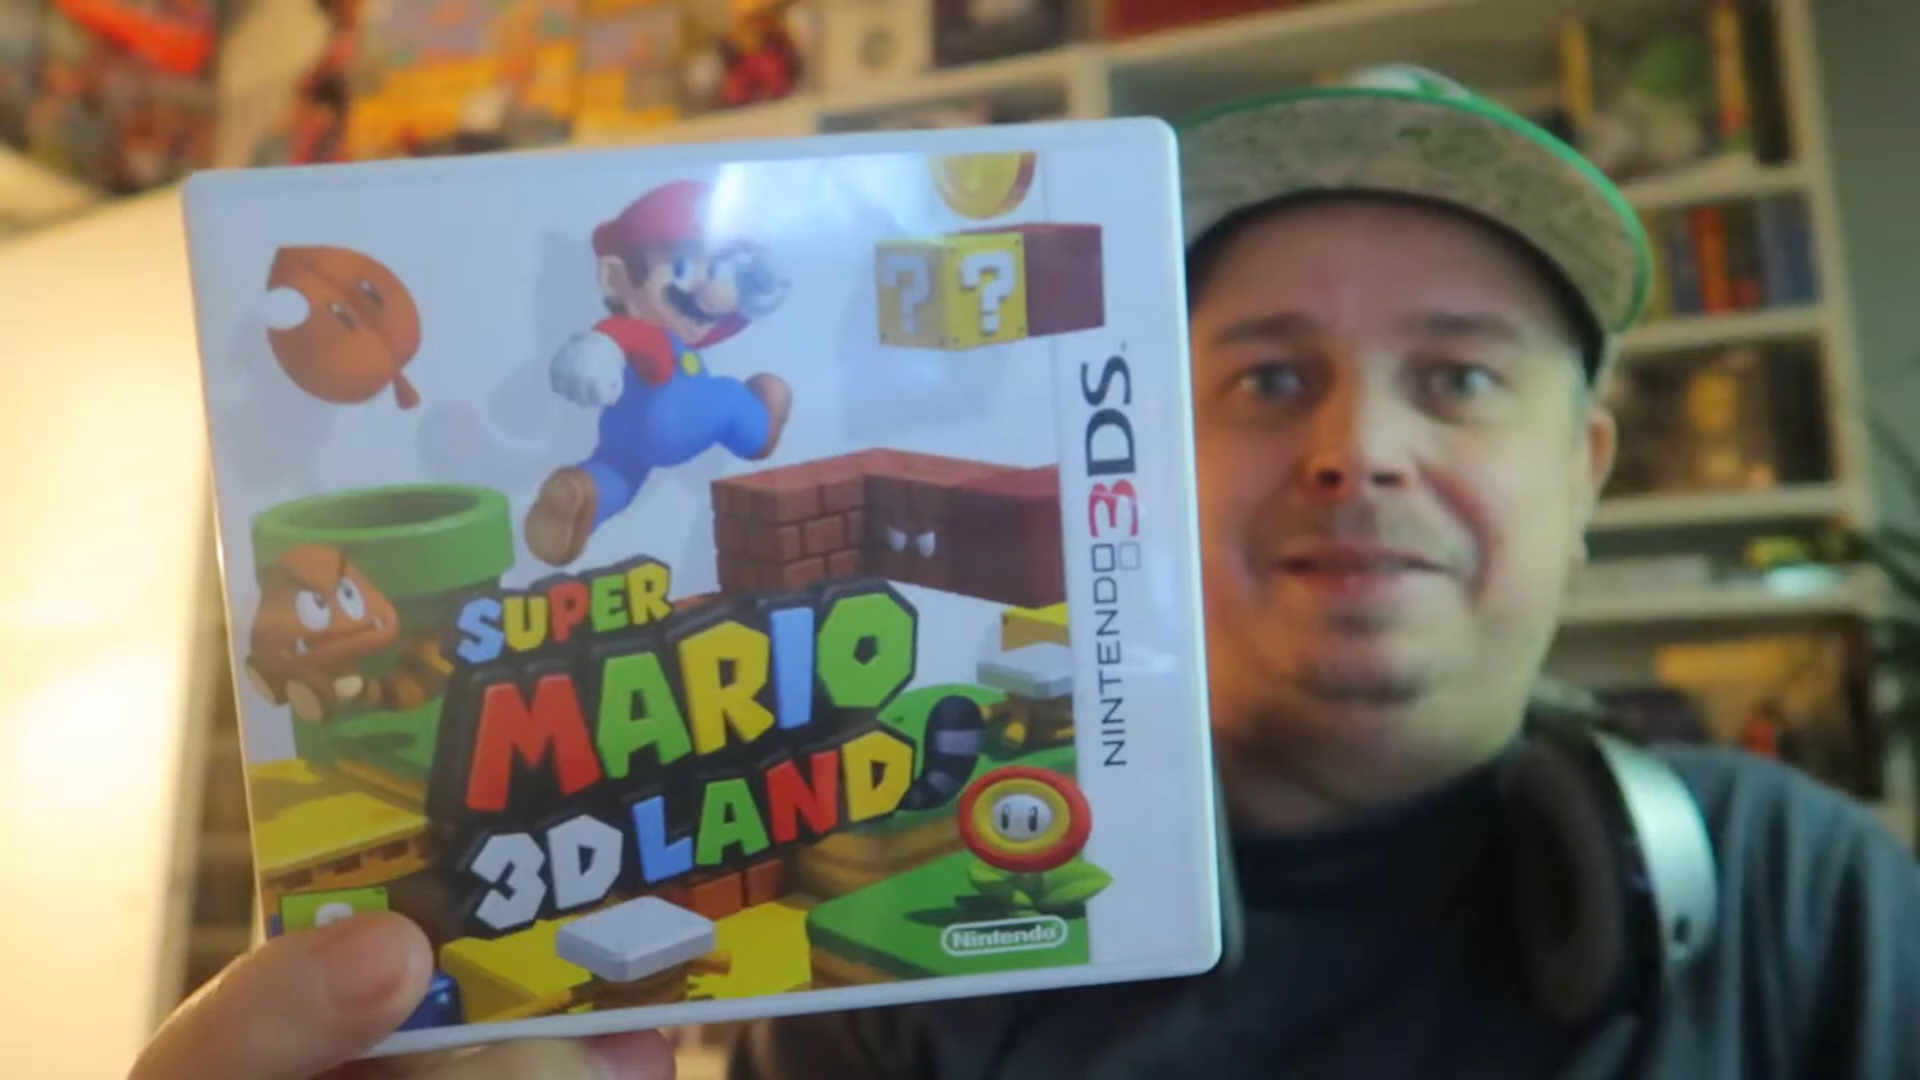 ? ?
NINTENDO 3DS
SUPER
MARIO
3D LAND
Nintendo